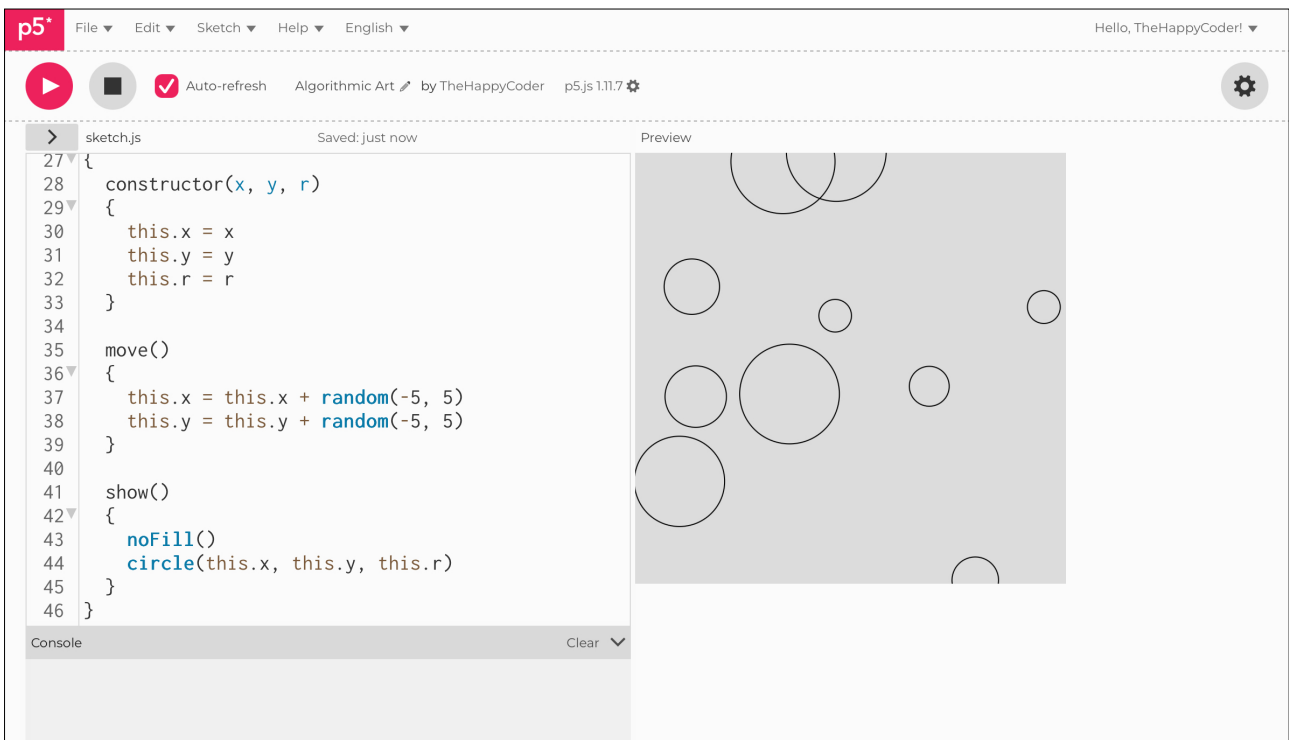 p5* File Edit Sketch Help English Hello, TheHappyCoder!
Auto-refresh Algorithmic Art by TheHappyCoder p5.js 1.11.7
sketch.js Saved: just now Preview
27 {
28 constructor(x, y, r)
29 {
30 this.x = x
31 this.y = y
32 this.r = r
33 }
34
35 move()
36 {
37 this.x = this.x + random(-5, 5)
38 this.y = this.y + random(-5, 5)
39 }
40
41 show()
42 {
43 noFill()
44 circle(this.x, this.y, this.r)
45 }
46 }
Console Clear